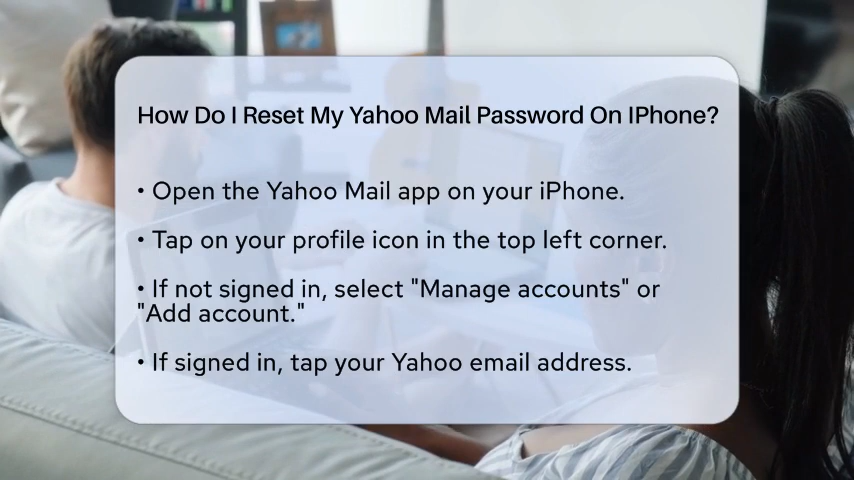 How Do I Reset My Yahoo Mail Password On IPhone?
• Open the Yahoo Mail app on your iPhone.
• Tap on your profile icon in the top left corner.
• If not signed in, select "Manage accounts" or
"Add account."
• If signed in, tap your Yahoo email address.